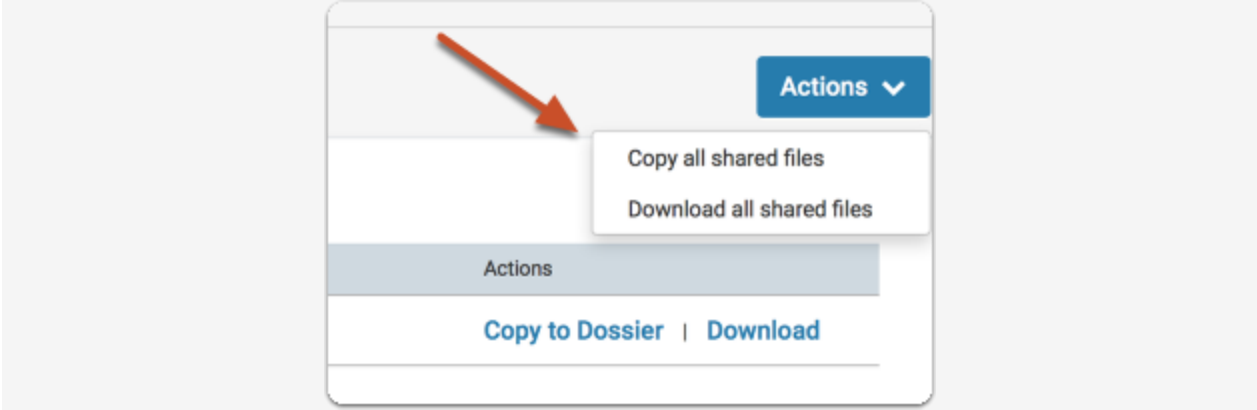 Actions
Copy all shared files
Download all shared files
Actions
Copy to Dossier | Download